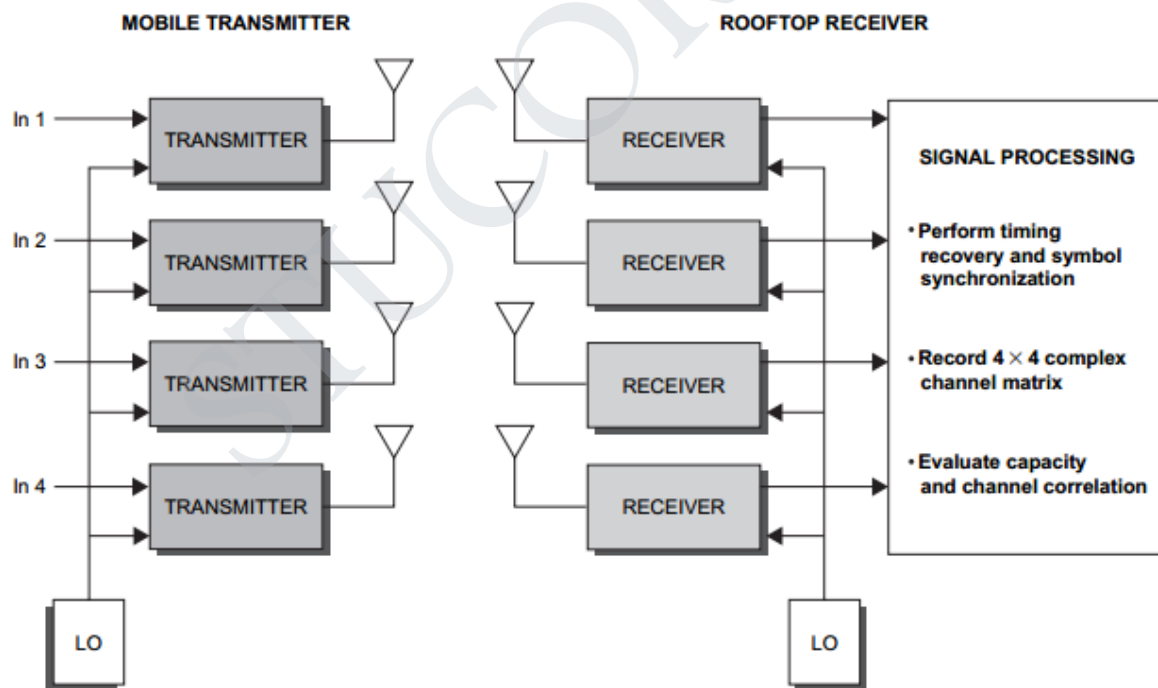 MOBILE TRANSMITTER
ROOFTOP RECEIVER
In 1
TRANSMITTER
RECEIVER
In 2
TRANSMITTER
RECEIVER
In 3
TRANSMITTER
RECEIVER
In 4
TRANSMITTER
RECEIVER
SIGNAL PROCESSING
• Perform timing
recovery and symbol
synchronization
• Record 4 × 4 complex
channel matrix
• Evaluate capacity
and channel correlation
LO
LO